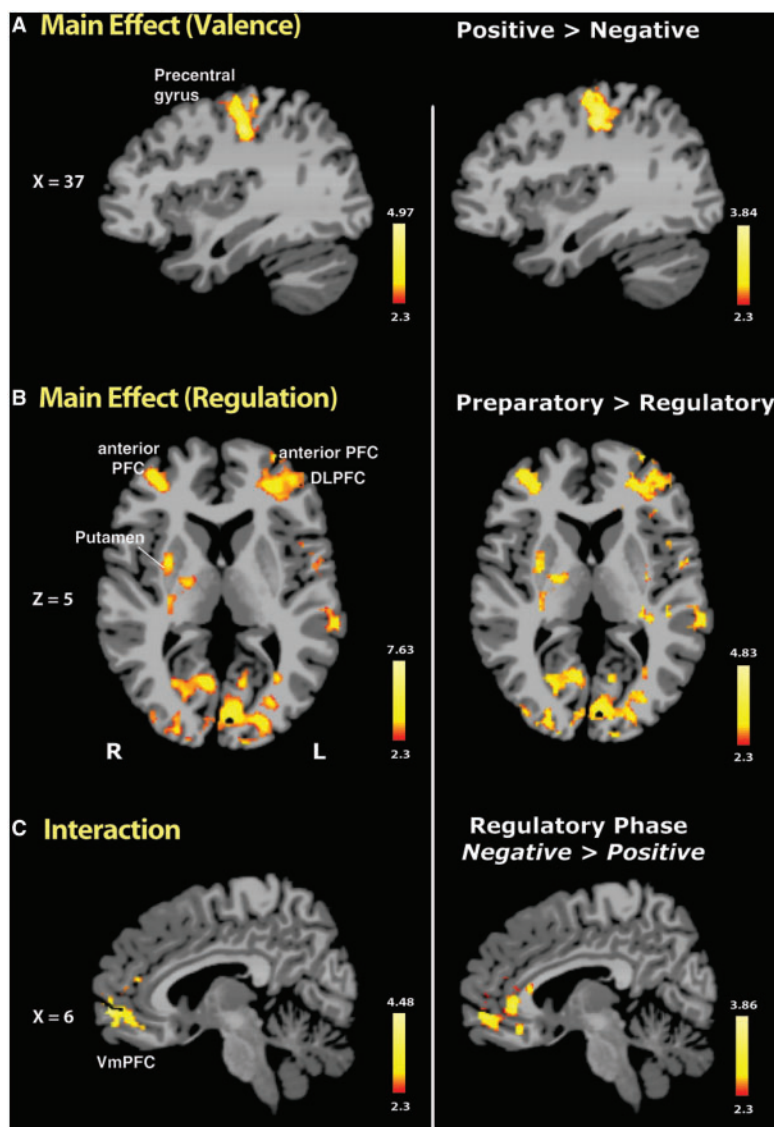 A Main Effect (Valence)
Positive > Negative
Precentral
gyrus
X = 37
4.97
2.3
3.84
2.3
B Main Effect (Regulation)
Preparatory > Regulatory
anterior
PFC
anterior PFC
DLPFC
Putamen
Z = 5
7.63
2.3
4.83
2.3
R
L
C Interaction
Regulatory Phase
Negative > Positive
X = 6
VmPFC
4.48
2.3
3.86
2.3